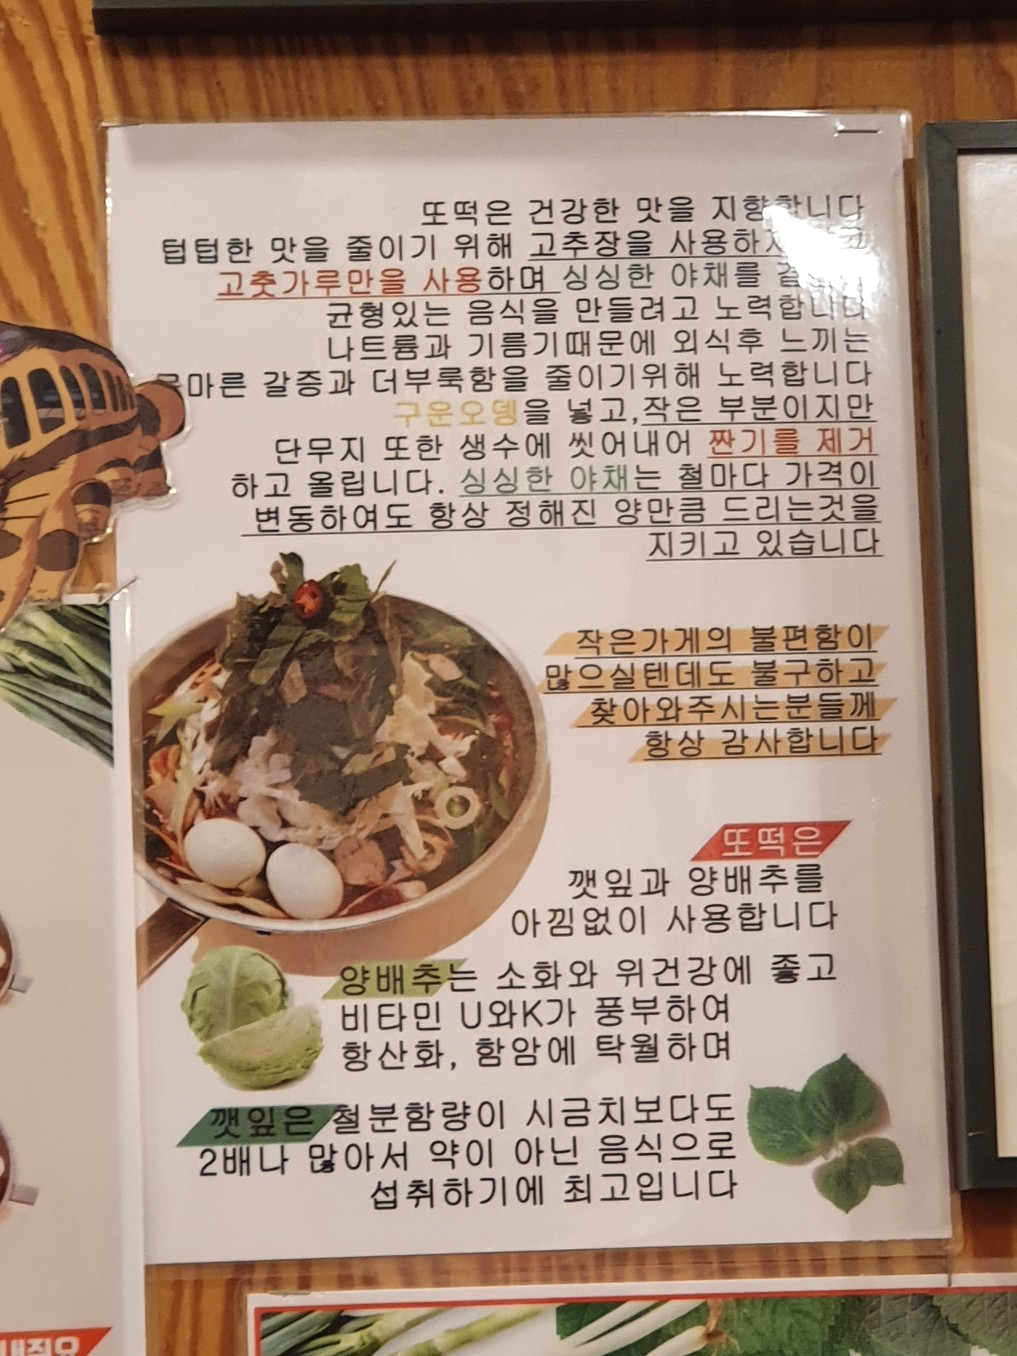 또떡은 건강한 맛을 지향합니다
텁텁한 맛을 줄이기 위해 고추장을 사용하지
고춧가루만을 사용하며 싱싱한 야채를
균형있는 음식을 만들려고 노력합니다
나트륨과 기름기때문에 외식후 느끼는
목마른 갈증과 더부룩함을 줄이기위해 노력합니다
구운오뎅을 넣고,작은 부분이지만
단무지 또한 생수에 씻어내어 짠기를 제거
하고 올립니다. 싱싱한 야채는 철마다 가격이
변동하여도 항상 정해진 양만큼 드리는것을
지키고 있습니다
작은가게의 불편함이
많으실텐데도 불구하고
찾아와주시는분들께
항상 감사합니다
또떡은
깻잎과 양배추를
아낌없이 사용합니다
양배추는 소화와 위건강에 좋고
비타민 U와K가 풍부하여
항산화, 함암에 탁월하며
깻잎은 철분함량이 시금치보다도
2배나 많아서 약이 아닌 음식으로
섭취하기에 최고입니다